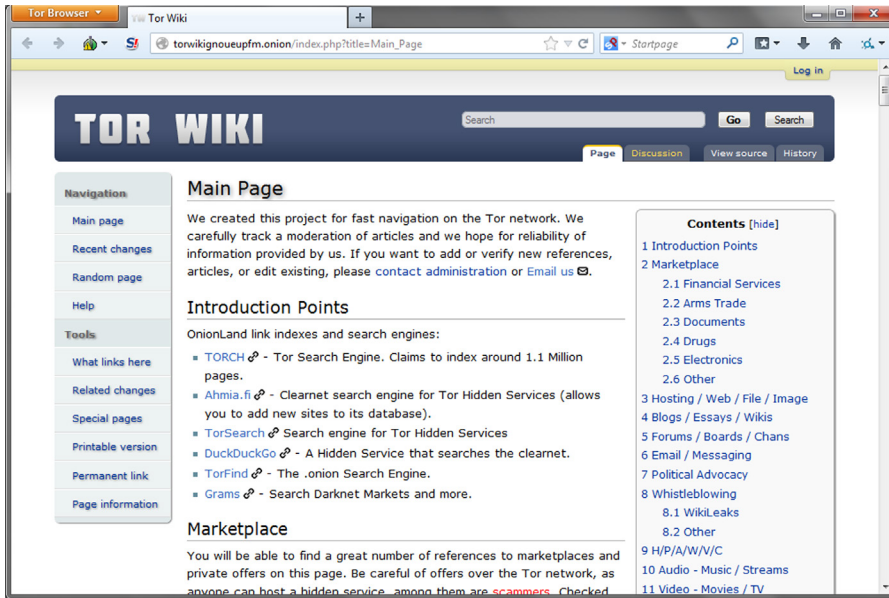 Tor Browser
Tor Wiki
torwikignoueupfm.onion/index.php?title=Main_Page
Startpage
Log in
TOR WIKI
Search
Go
Search
Page
Discussion
View source
History
Navigation
Main page
Recent changes
Random page
Help
Tools
What links here
Related changes
Special pages
Printable version
Permanent link
Page information
Main Page
We created this project for fast navigation on the Tor network. We
carefully track a moderation of articles and we hope for reliability of
information provided by us. If you want to add or verify new references,
articles, or edit existing, please contact administration or Email us.
Introduction Points
OnionLand link indexes and search engines:
TORCH - Tor Search Engine. Claims to index around 1.1 Million
pages.
Ahmia.fi - Clearnet search engine for Tor Hidden Services (allows
you to add new sites to its database).
TorSearch Search engine for Tor Hidden Services
DuckDuckGo - A Hidden Service that searches the clearnet.
TorFind - The .onion Search Engine.
Grams - Search Darknet Markets and more.
Marketplace
You will be able to find a great number of references to marketplaces and
private offers on this page. Be careful of offers over the Tor network, as
anyone can host a hidden service, among them are scammers. Checked
Contents [hide]
1 Introduction Points
2 Marketplace
2.1 Financial Services
2.2 Arms Trade
2.3 Documents
2.4 Drugs
2.5 Electronics
2.6 Other
3 Hosting / Web / File / Image
4 Blogs / Essays / Wikis
5 Forums / Boards / Chans
6 Email / Messaging
7 Political Advocacy
8 Whistleblowing
8.1 WikiLeaks
8.2 Other
9 H/P/A/W/V/C
10 Audio - Music / Streams
11 Video - Movies / TV